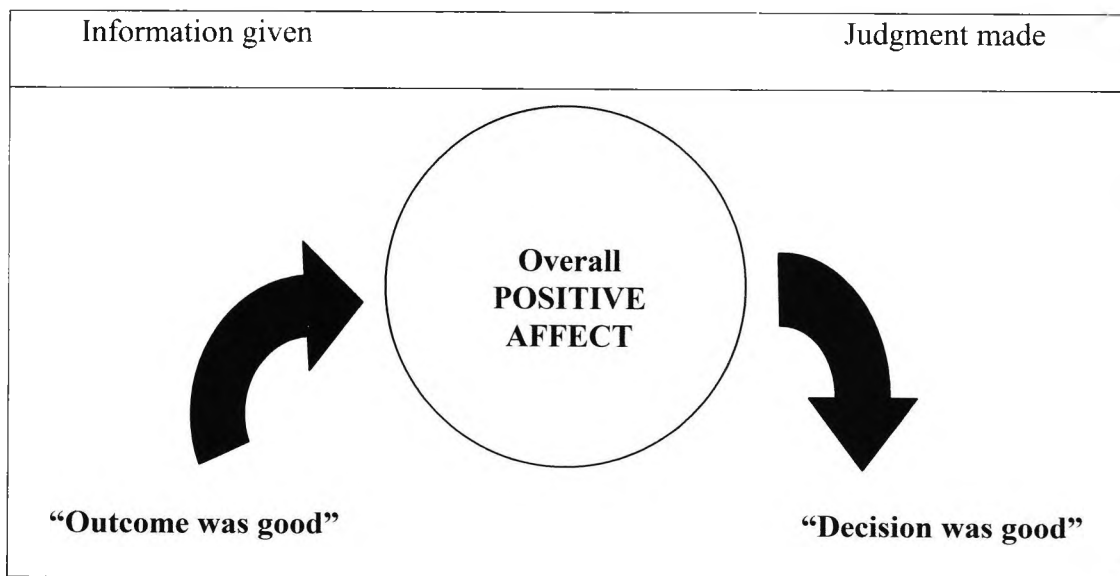 Information given
Judgment made
Overall
POSITIVE
AFFECT
“Outcome was good”
“Decision was good”